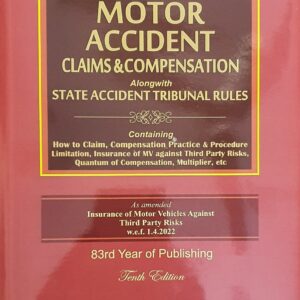 MOTOR
ACCIDENT
CLAIMS & COMPENSATION
Alongwith
STATE ACCIDENT TRIBUNAL RULES
Containing
How to Claim, Compensation Practice & Procedure
Limitation, Insurance of MV against Third Party Risks,
Quantum of Compensation, Multiplier, etc
As amended
Insurance of Motor Vehicles Against
Third Party Risks
w.e.f. 1.4.2022
83rd Year of Publishing
Tenth Edition